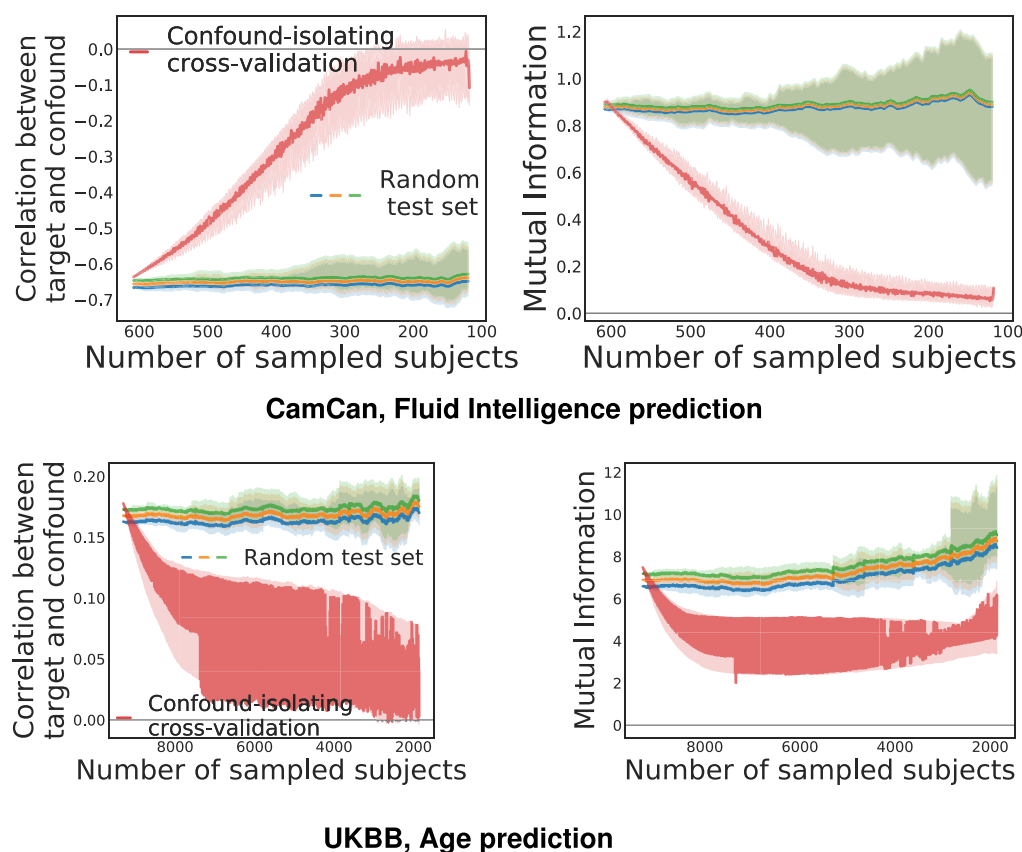 Correlation between
target and confound
0.0
−0.1
−0.2
−0.3
−0.4
−0.5
−0.6
−0.7
Confound-isolating
cross-validation
Random
test set
600
500
400
300
200
100
Number of sampled subjects
Mutual Information
1.2
1.0
0.8
0.6
0.4
0.2
0.0
600
500
400
300
200
100
Number of sampled subjects
CamCan, Fluid Intelligence prediction
Correlation between
target and confound
0.20
0.15
0.10
0.05
0.00
Random test set
Confound-isolating
cross-validation
8000
6000
4000
2000
Number of sampled subjects
Mutual Information
12
10
8
6
4
2
0
8000
6000
4000
2000
Number of sampled subjects
UKBB, Age prediction